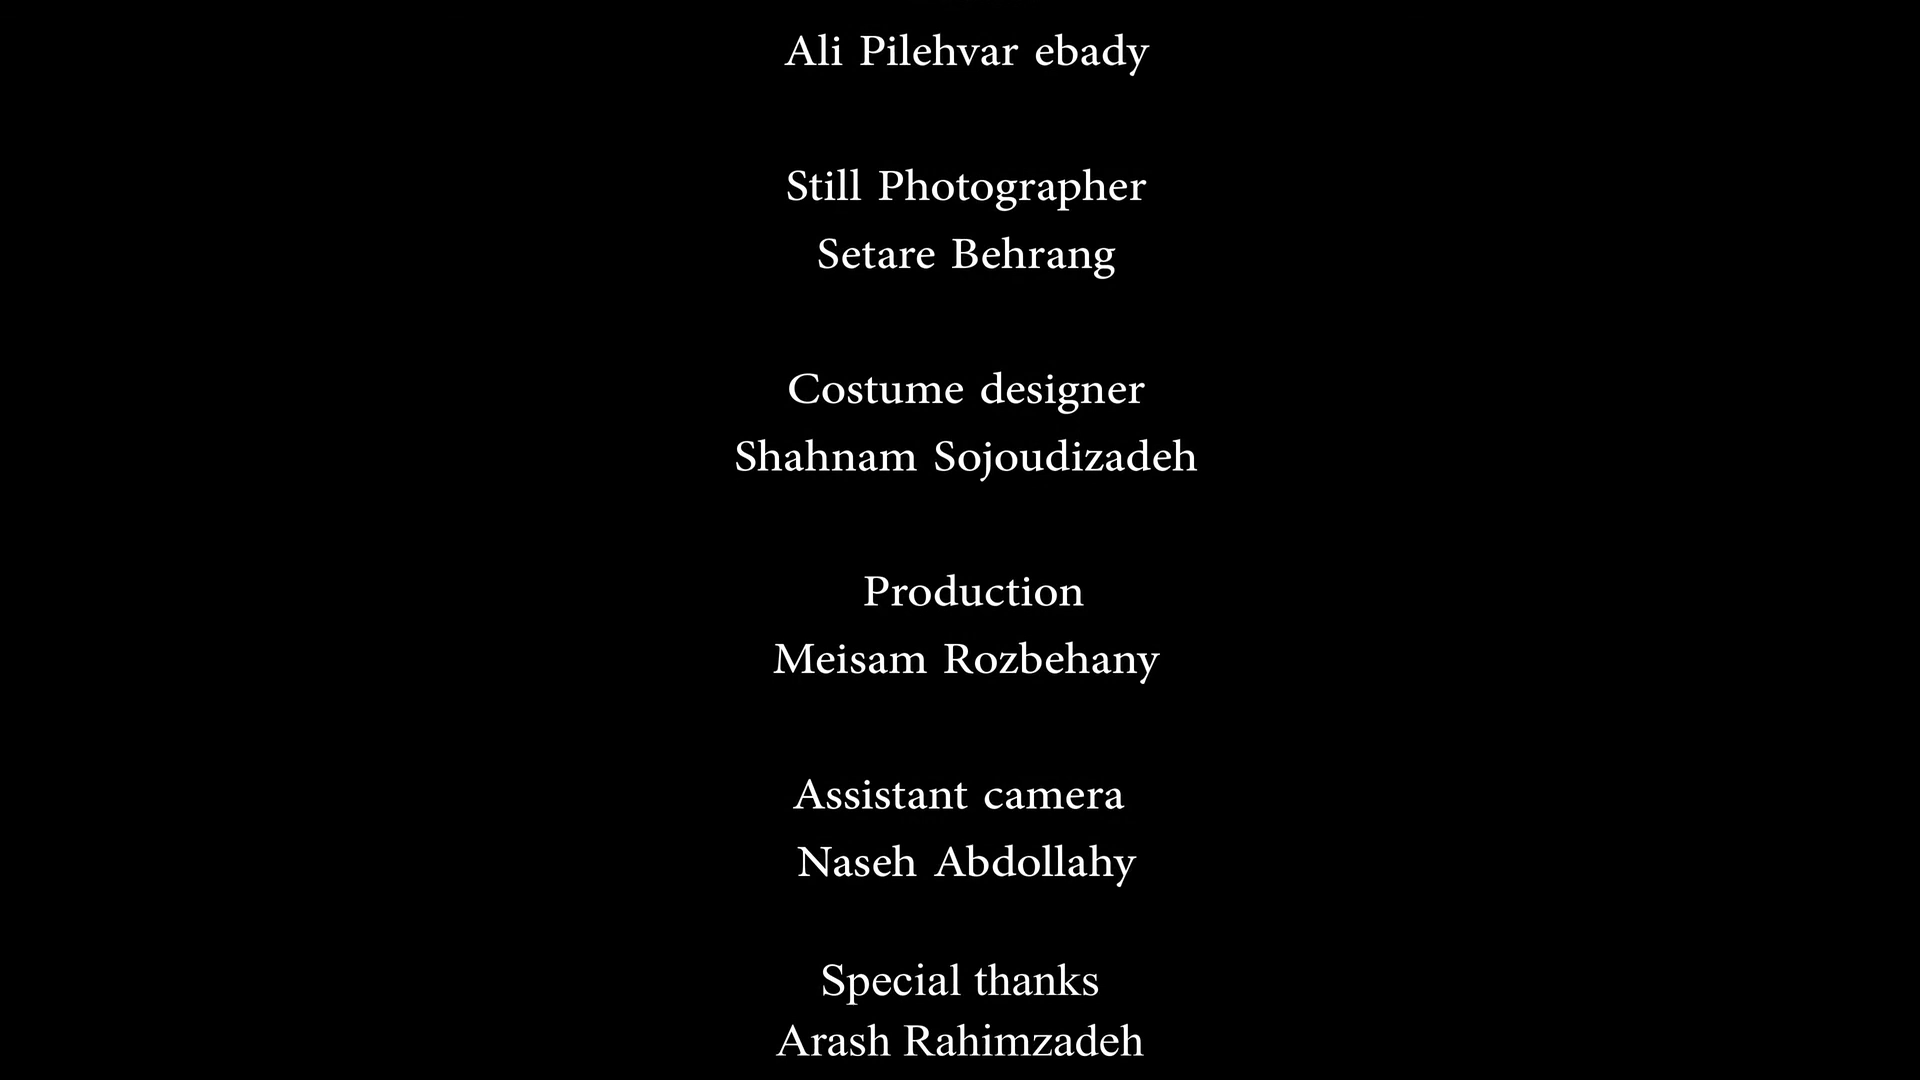 Ali Pilehvar ebady
Still Photographer
Setare Behrang
Costume designer
Shahnam Sojoudizadeh
Production
Meisam Rozbehany
Assistant camera
Naseh Abdollahy
Special thanks
Arash Rahimzadeh